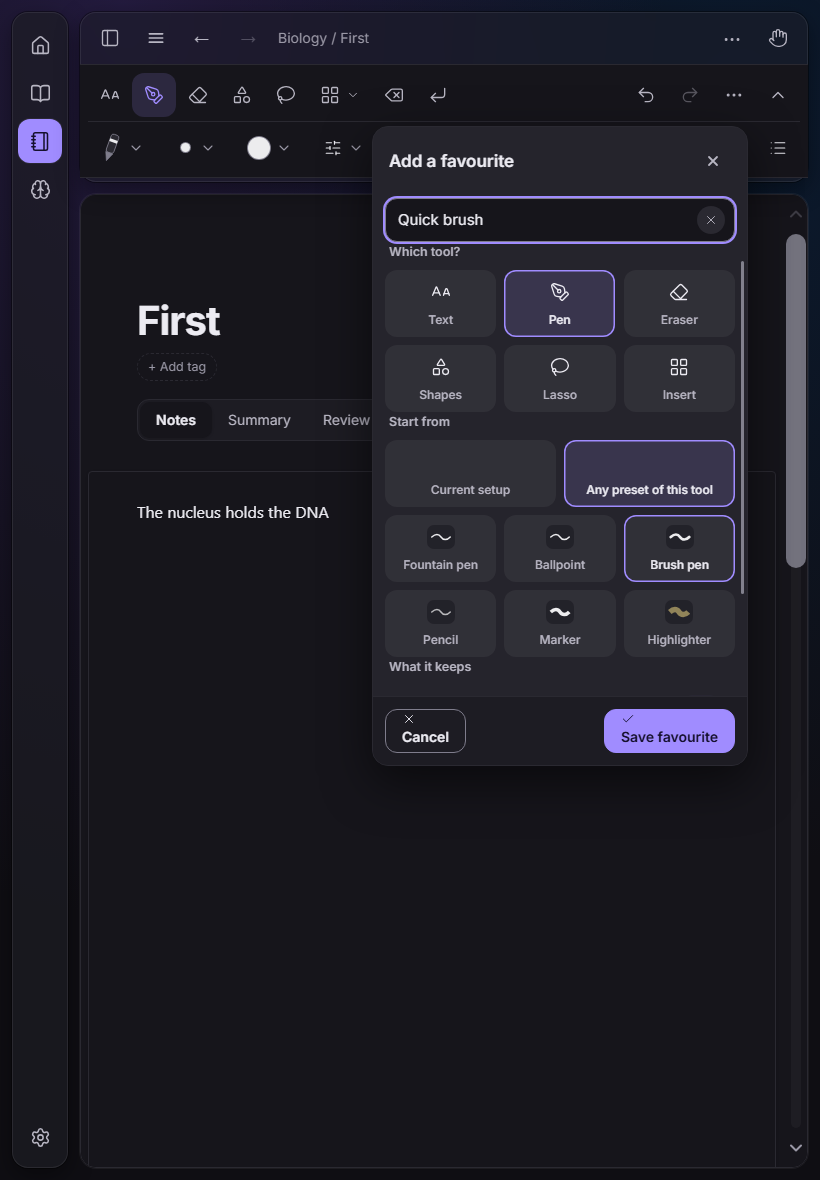 Biology / First
AA
Add a favourite
Quick brush
Which tool?
AA
Text
Pen
Eraser
Shapes
Lasso
Insert
Start from
Current setup
Any preset of this tool
Fountain pen
Ballpoint
Brush pen
Pencil
Marker
Highlighter
What it keeps
Cancel
Save favourite
First
+ Add tag
Notes
Summary
Review
The nucleus holds the DNA